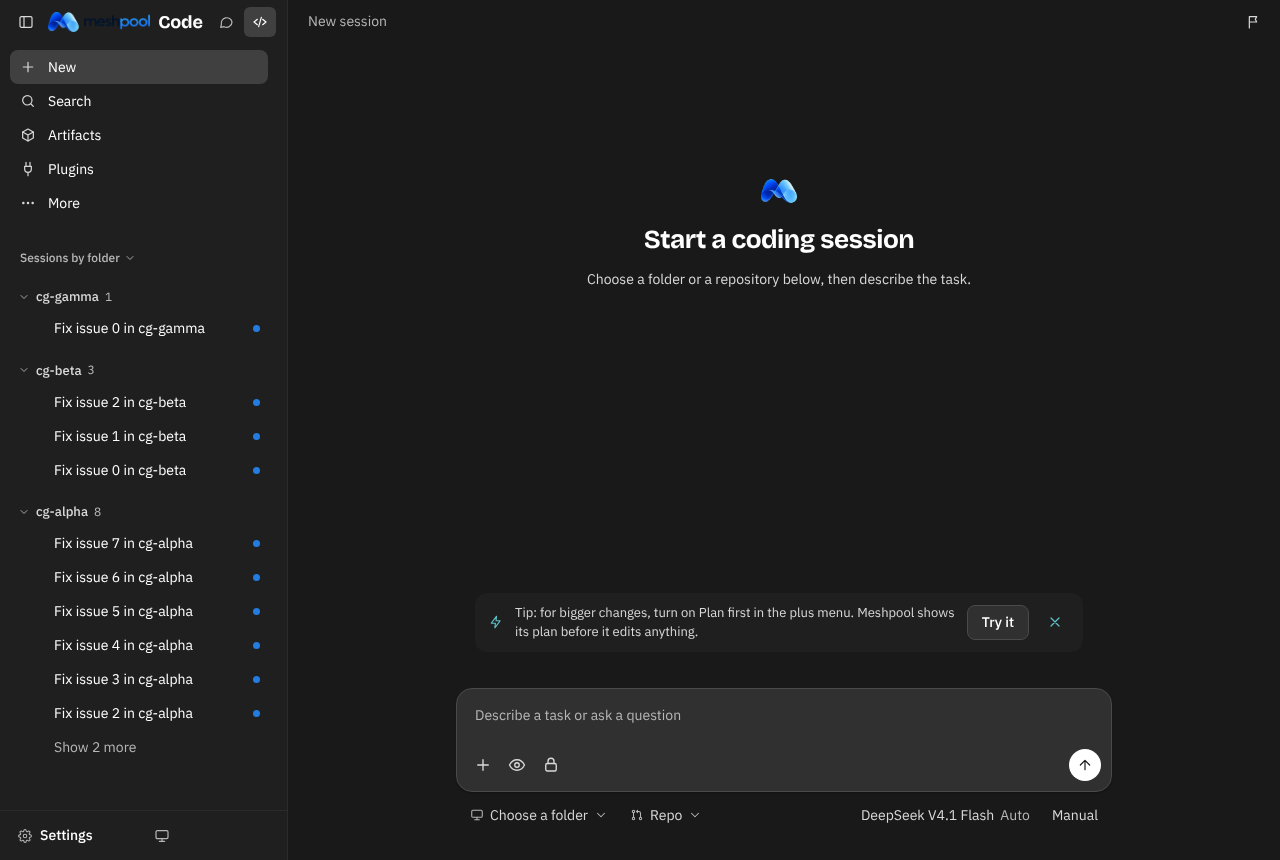 meshpool Code
New session
New
Search
Artifacts
Plugins
More
Sessions by folder
cg-gamma 1
Fix issue 0 in cg-gamma
cg-beta 3
Fix issue 2 in cg-beta
Fix issue 1 in cg-beta
Fix issue 0 in cg-beta
cg-alpha 8
Fix issue 7 in cg-alpha
Fix issue 6 in cg-alpha
Fix issue 5 in cg-alpha
Fix issue 4 in cg-alpha
Fix issue 3 in cg-alpha
Fix issue 2 in cg-alpha
Show 2 more
Settings
Start a coding session
Choose a folder or a repository below, then describe the task.
Tip: for bigger changes, turn on Plan first in the plus menu. Meshpool shows
its plan before it edits anything.
Try it
Describe a task or ask a question
Choose a folder
Repo
DeepSeek V4.1 Flash Auto
Manual